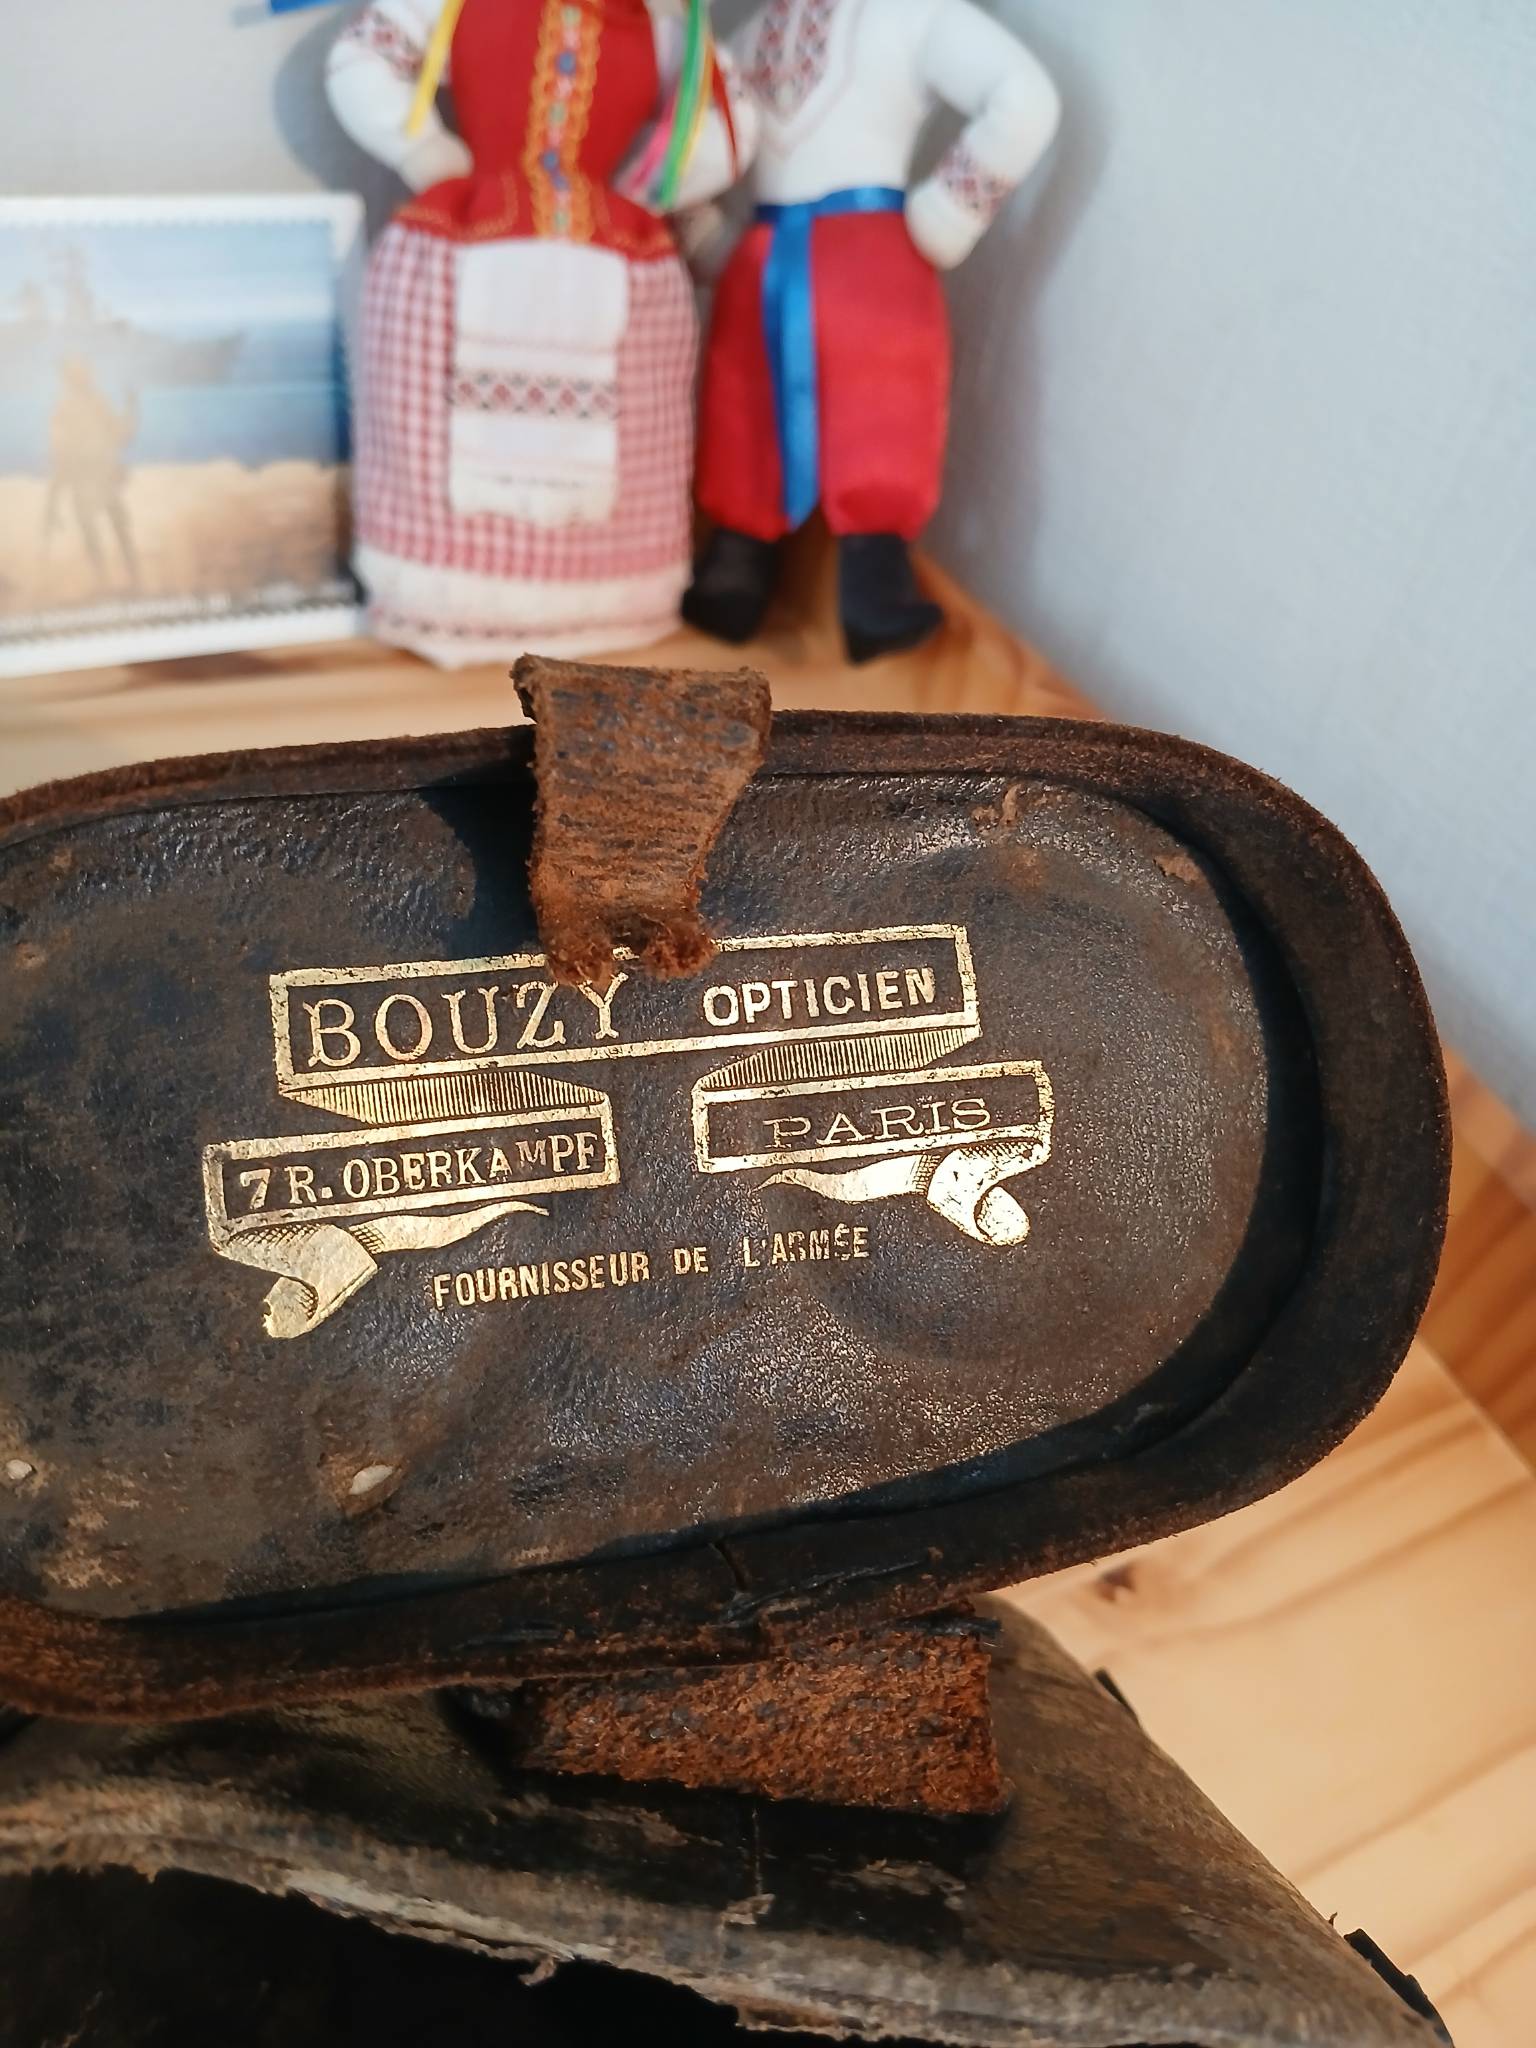 BOUZY OPTICIEN
7 R. OBERKAMPF PARIS
FOURNISSEUR DE L'ARMÉE